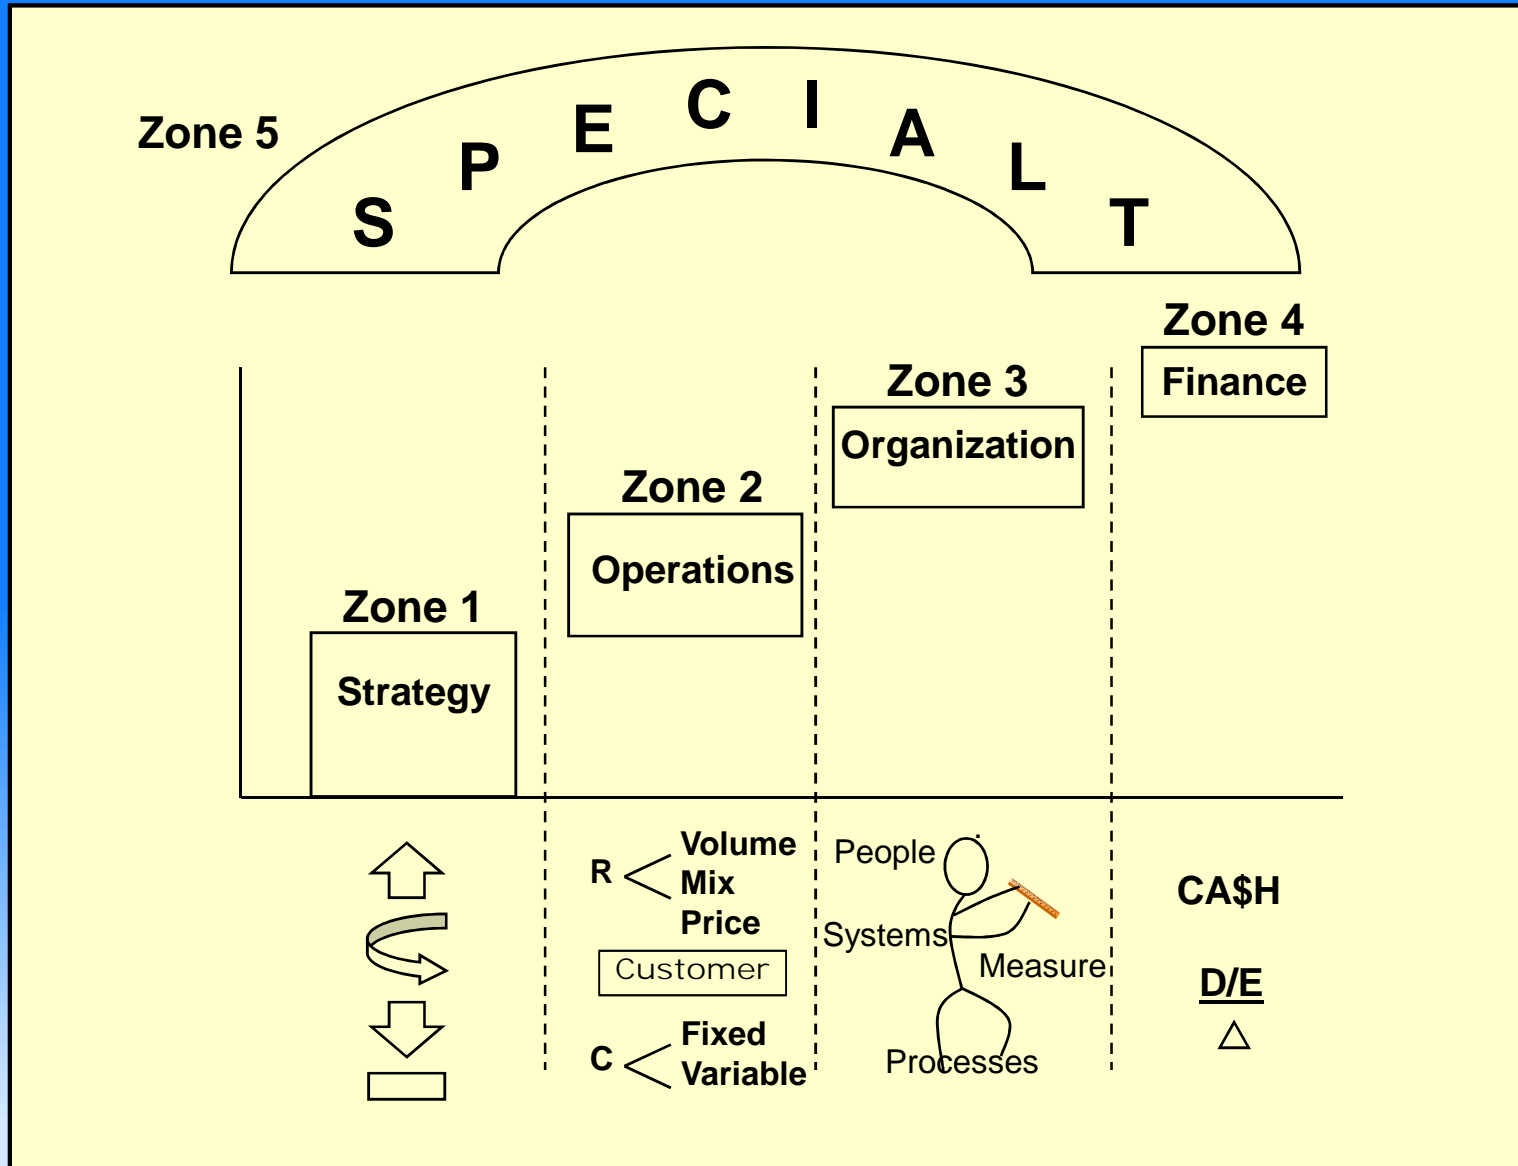 Zone 5
S P E C I A L T
Zone 4
Finance
Zone 3
Organization
Zone 2
Operations
Zone 1
Strategy
R
Volume
Mix
Price
Customer
C
Fixed
Variable
People
Systems
Measure
Processes
CA$H
D/E